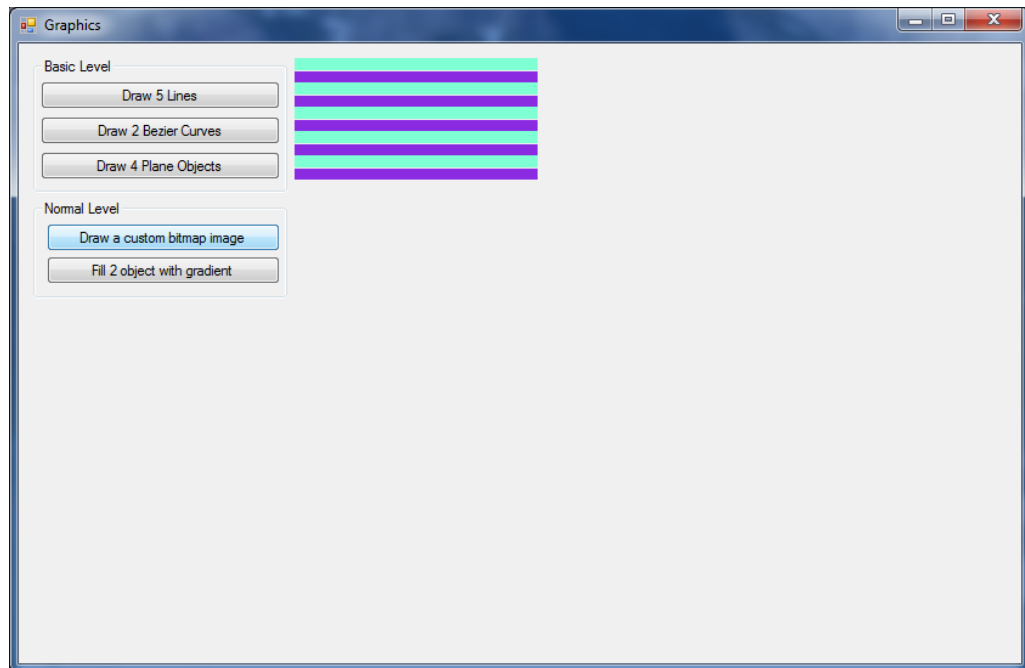 Graphics
Basic Level
Draw 5 Lines
Draw 2 Bezier Curves
Draw 4 Plane Objects
Normal Level
Draw a custom bitmap image
Fill 2 object with gradient